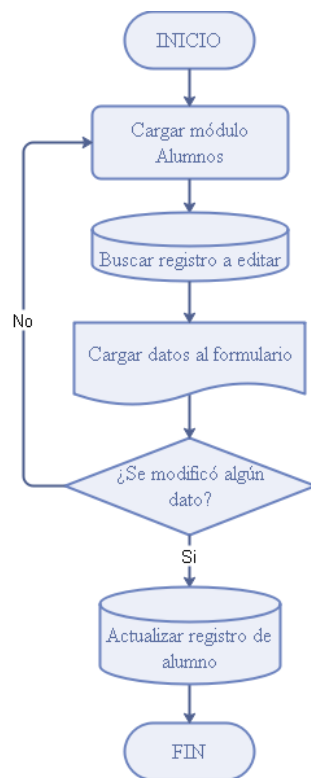 INICIO
Cargar módulo
Alumnos
Buscar registro a editar
No
Cargar datos al formulario
¿Se modificó algún
dato?
Si
Actualizar registro de
alumno
FIN